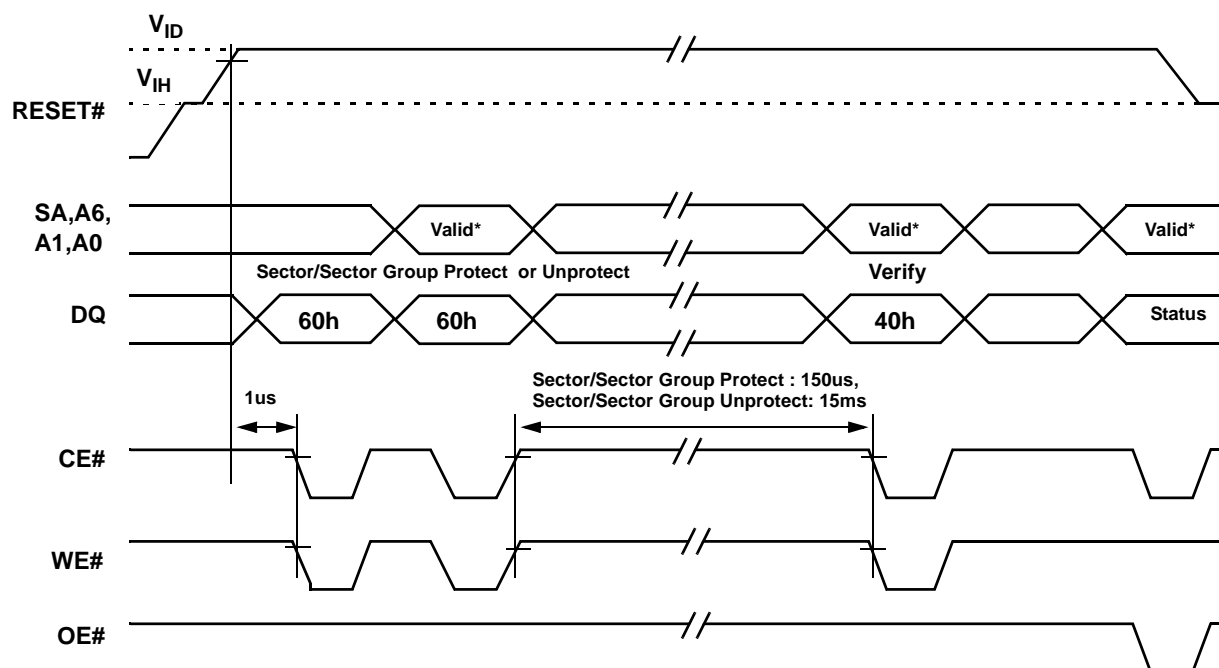 VID
VIH
RESET#
SA,A6,
A1,A0
Valid*
Valid*
Valid*
Sector/Sector Group Protect or Unprotect
Verify
DQ
60h
60h
40h
Status
Sector/Sector Group Protect : 150us,
Sector/Sector Group Unprotect: 15ms
1us
CE#
WE#
OE#